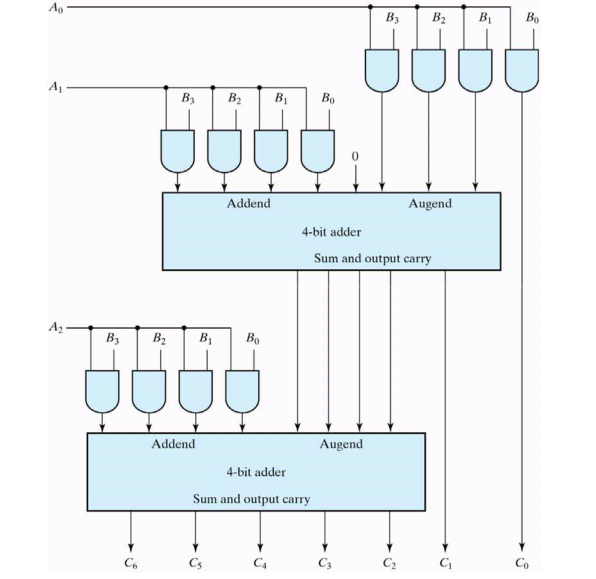 A₀
B₃ B₂ B₁ B₀
A₁
B₃ B₂ B₁ B₀
0
Addend Augend
4-bit adder
Sum and output carry
A₂
B₃ B₂ B₁ B₀
Addend Augend
4-bit adder
Sum and output carry
C₆ C₅ C₄ C₃ C₂ C₁ C₀